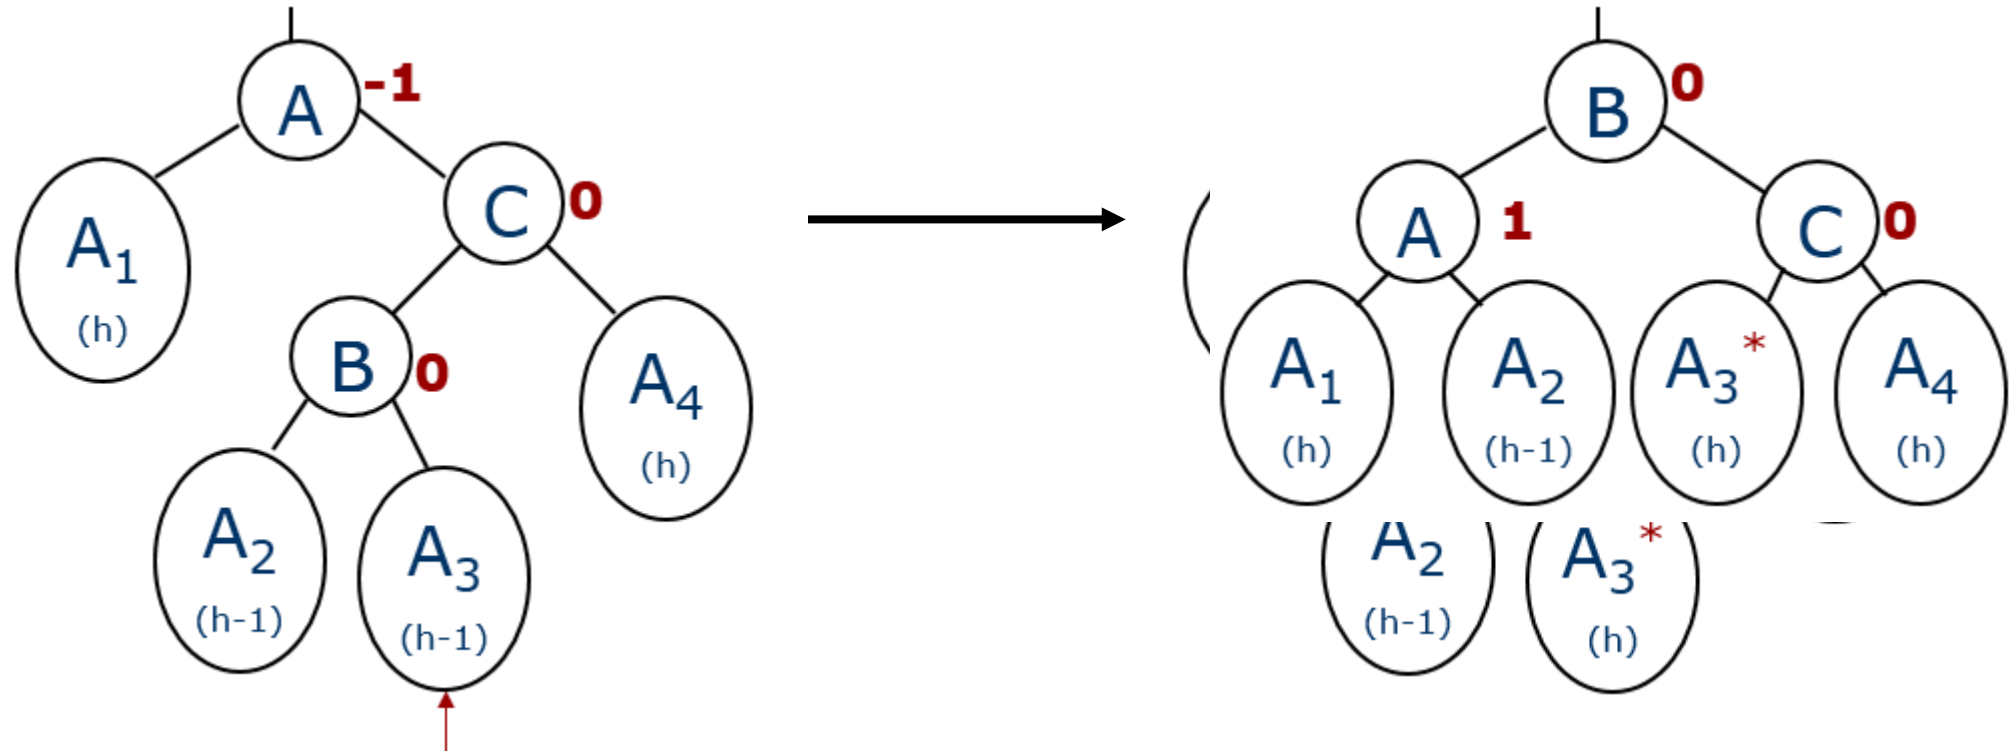 A -1
C 0
A1
(h)
B 0
A4
(h)
A2
(h-1)
A3
(h-1)
B 0
A 1
C 0
A1
(h)
A2
(h-1)
A3*
(h)
A4
(h)
A2
(h-1)
A3*
(h)